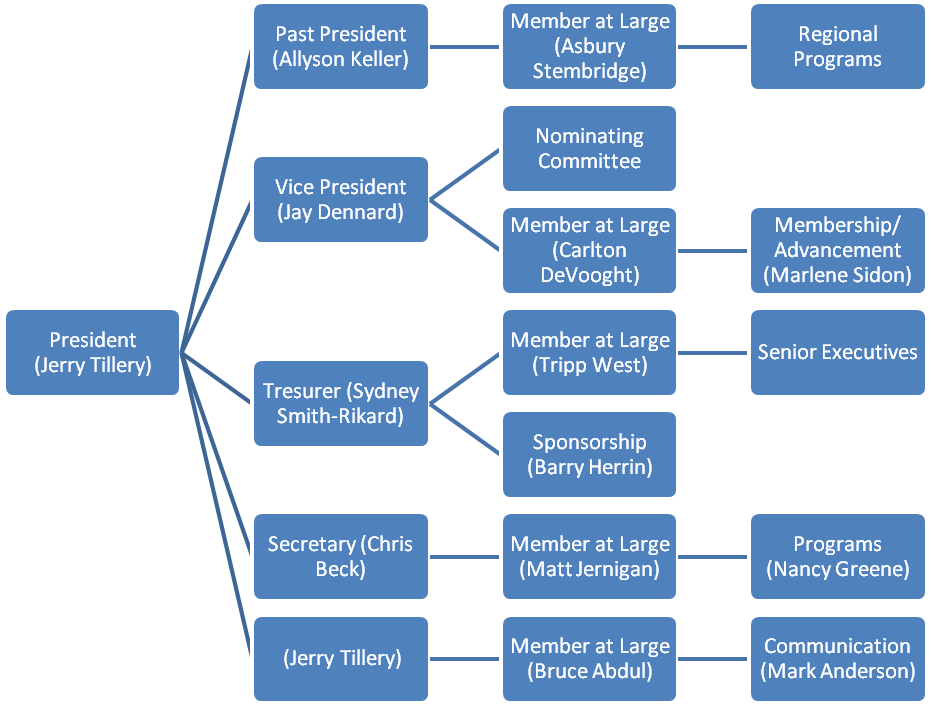 Past President
(Allyson Keller)
Member at Large
(Asbury
Stembridge)
Regional
Programs
Vice President
(Jay Dennard)
Nominating
Committee
Member at Large
(Carlton
DeVooght)
Membership/
Advancement
(Marlene Sidon)
President
(Jerry Tillery)
Tresurer (Sydney
Smith-Rikard)
Member at Large
(Tripp West)
Senior Executives
Sponsorship
(Barry Herrin)
Secretary (Chris
Beck)
Member at Large
(Matt Jernigan)
Programs
(Nancy Greene)
(Jerry Tillery)
Member at Large
(Bruce Abdul)
Communication
(Mark Anderson)